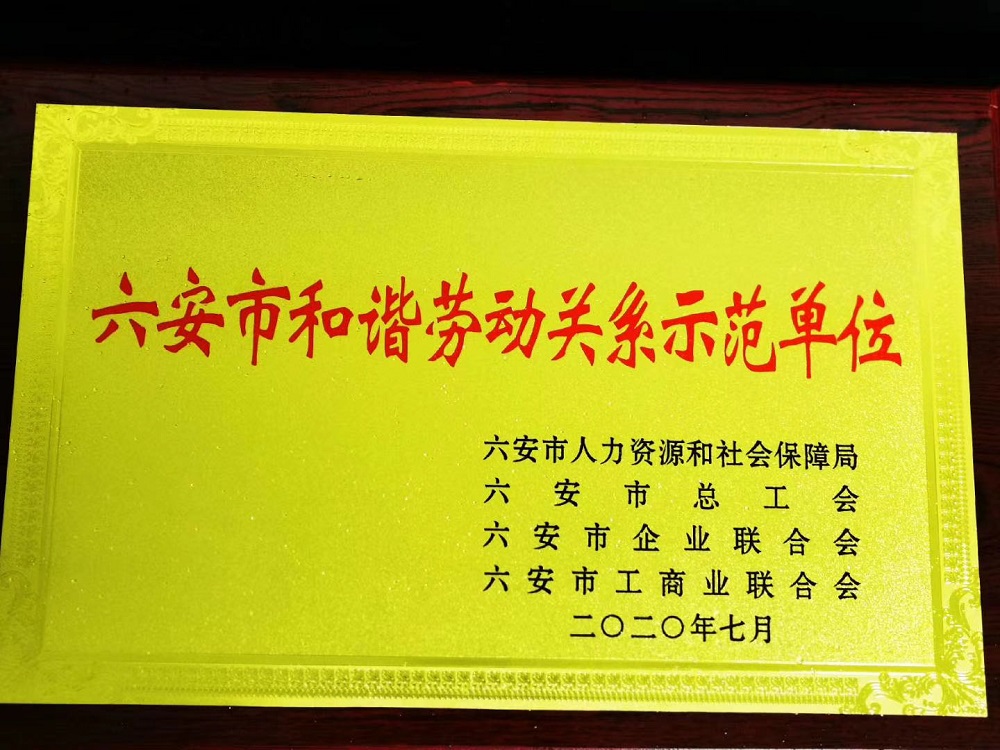 六安市和谐劳动关系示范单位
六安市人力资源和社会保障局
六安市总工会
六安市企业联合会
六安市工商业联合会
二〇二〇年七月